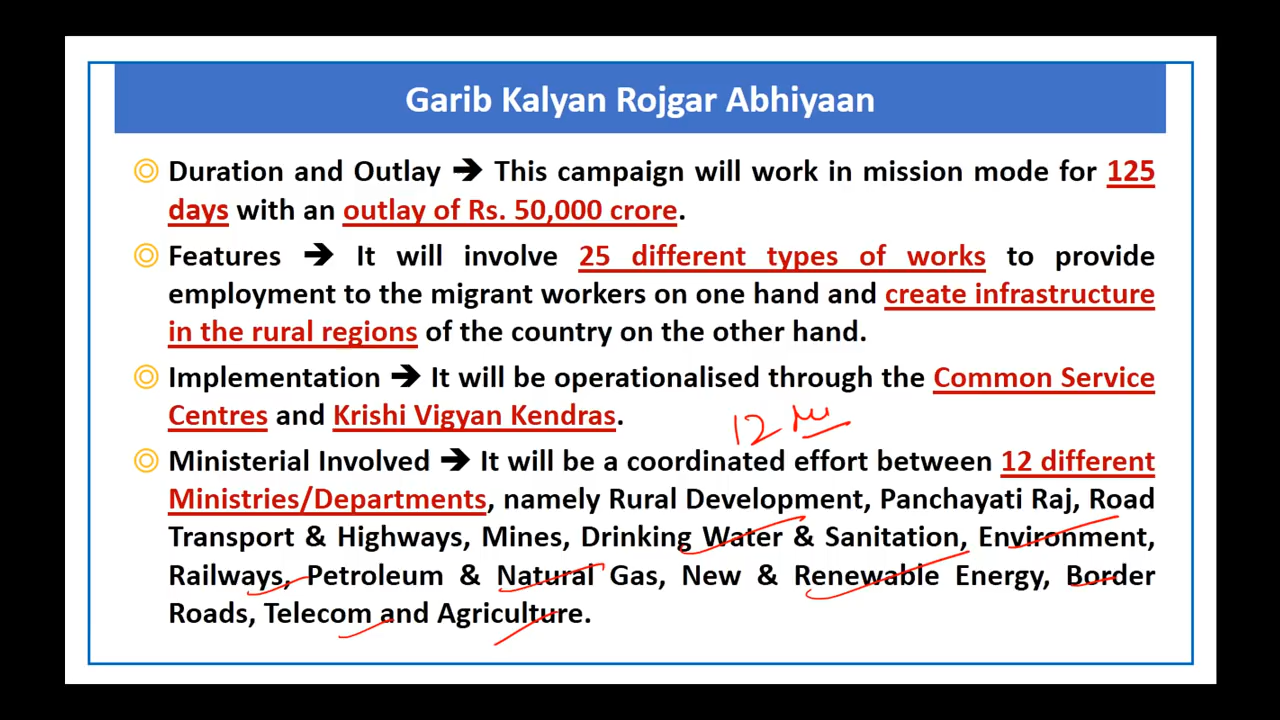 Garib Kalyan Rojgar Abhiyaan
Duration and Outlay ➔ This campaign will work in mission mode for 125
days with an outlay of Rs. 50,000 crore.
Features ➔ It will involve 25 different types of works to provide
employment to the migrant workers on one hand and create infrastructure
in the rural regions of the country on the other hand.
Implementation ➔ It will be operationalised through the Common Service
Centres and Krishi Vigyan Kendras.
12
Ministerial Involved ➔ It will be a coordinated effort between 12 different
Ministries/Departments, namely Rural Development, Panchayati Raj, Road
Transport & Highways, Mines, Drinking Water & Sanitation, Environment,
Railways, Petroleum & Natural Gas, New & Renewable Energy, Border
Roads, Telecom and Agriculture.